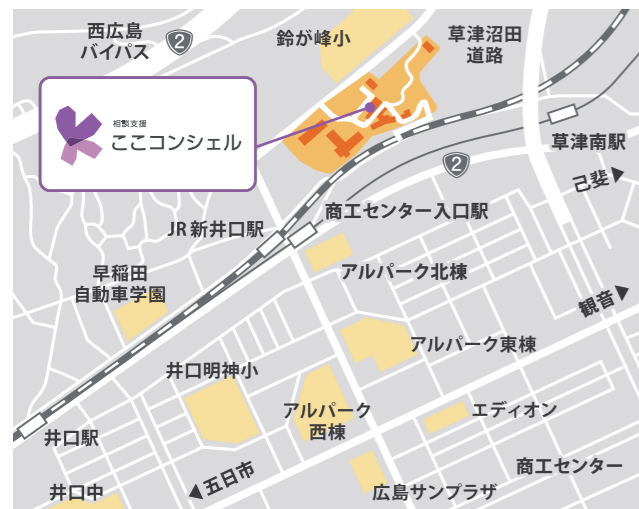 西広島
バイパス
2
鈴が峰小
草津沼田
道路
相談支援
ここコンシェル
草津南駅
2
己斐▶
商工センター入口駅
JR新井口駅
アルパーク北棟
早稲田
自動車学園
観音▶
アルパーク東棟
井口明神小
アルパーク
西棟
エディオン
井口駅
◀五日市
商工センター
井口中
広島サンプラザ